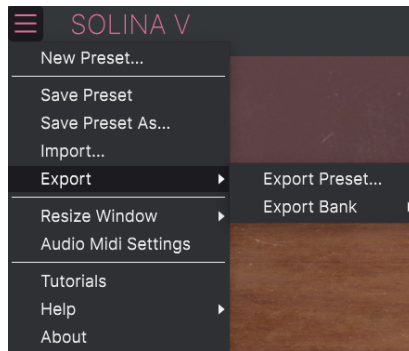 SOLINA V
New Preset...
Save Preset
Save Preset As...
Import...
Export
Export Preset...
Export Bank
Resize Window
Audio Midi Settings
Tutorials
Help
About